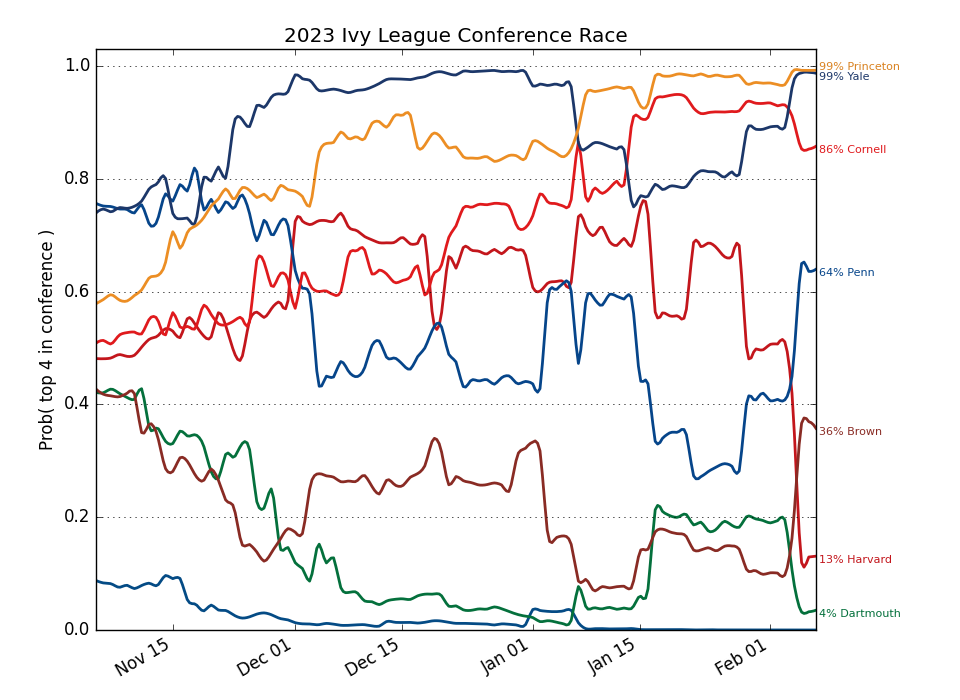 2023 Ivy League Conference Race
Prob( top 4 in conference )
1.0
0.8
0.6
0.4
0.2
0.0
Nov 15
Dec 01
Dec 15
Jan 01
Jan 15
Feb 01
99% Princeton
99% Yale
86% Cornell
64% Penn
36% Brown
13% Harvard
4% Dartmouth